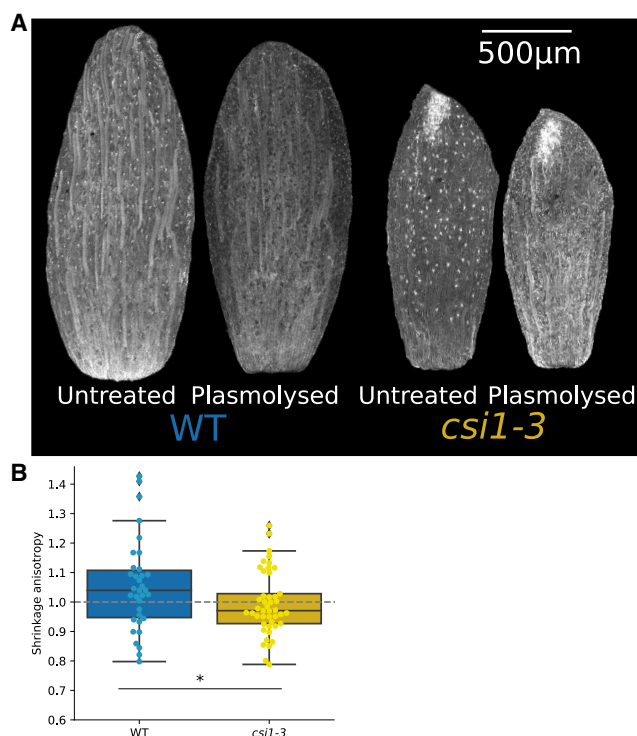 A
500µm
Untreated Plasmolysed Untreated Plasmolysed
WT csi1-3
B
Shrinkage anisotropy
1.4
1.3
1.2
1.1
1.0
0.9
0.8
0.7
0.6
*
WT csi1-3